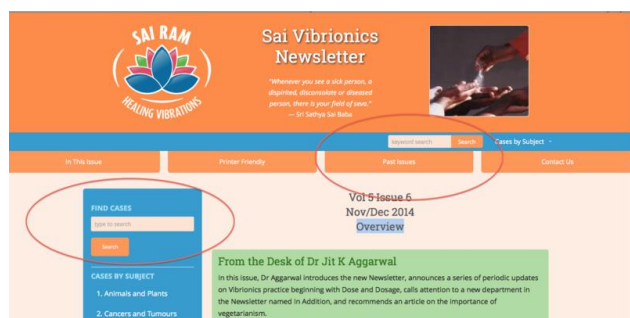 SAI RAM
HEALING VIBRATIONS
Sai Vibrionics
Newsletter
"Whenever you see a sick person, a
dispirited, disconsolate or diseased
person, there is your field of seva."
— Sri Sathya Sai Baba
keyword search
Search
Cases by Subject
In This Issue
Printer Friendly
Past Issues
Contact Us
FIND CASES
type to search
Search
CASES BY SUBJECT
1. Animals and Plants
2. Cancers and Tumours
Vol 5 Issue 6
Nov/Dec 2014
Overview
From the Desk of Dr Jit K Aggarwal
In this issue, Dr Aggarwal introduces the new Newsletter, announces a series of periodic updates
on Vibrionics practice beginning with Dose and Dosage, calls attention to a new department in
the Newsletter named in Addition, and recommends an article on the importance of
vegetarianism.